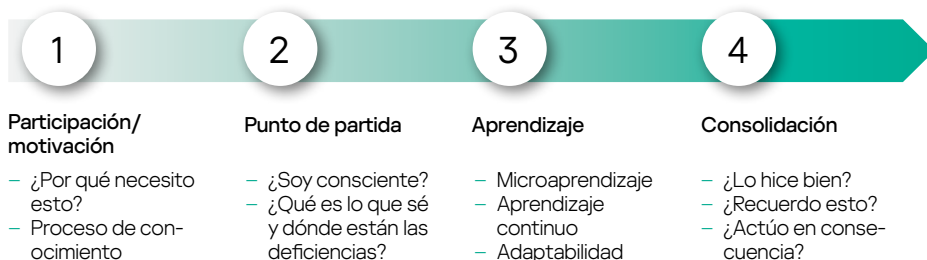 1
2
3
4
Participación/
motivación
– ¿Por qué necesito
esto?
– Proceso de con-
ocimiento
Punto de partida
– ¿Soy consciente?
– ¿Qué es lo que sé
y dónde están las
deficiencias?
Aprendizaje
– Microaprendizaje
– Aprendizaje
continuo
– Adaptabilidad
Consolidación
– ¿Lo hice bien?
– ¿Recuerdo esto?
– ¿Actúo en conse-
cuencia?